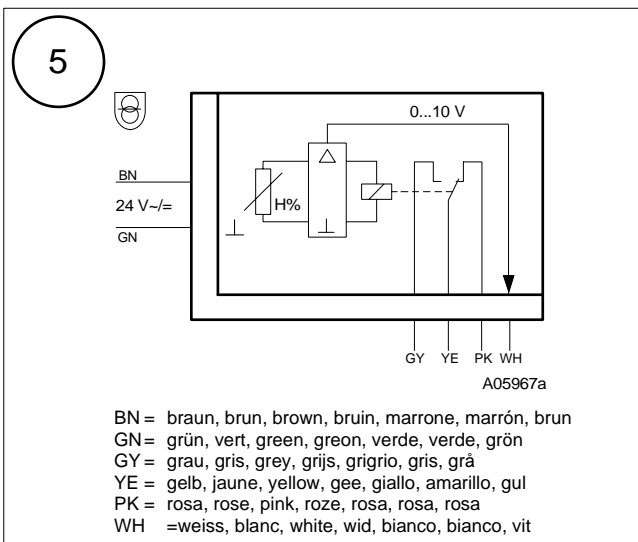 5
0...10 V
BN
24 V~/=
GN
H%
GY YE PK WH
A05967a
BN = braun, brun, brown, bruin, marrone, marrón, brun
GN = grün, vert, green, greon, verde, verde, grön
GY = grau, gris, grey, grijs, grigrio, gris, grå
YE = gelb, jaune, yellow, gee, giallo, amarillo, gul
PK = rosa, rose, pink, roze, rosa, rosa, rosa
WH =weiss, blanc, white, wid, bianco, bianco, vit